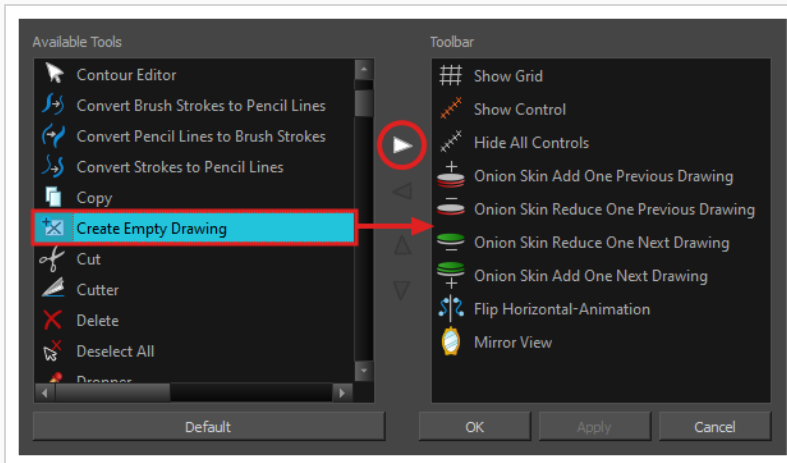 Available Tools
Contour Editor
Convert Brush Strokes to Pencil Lines
Convert Pencil Lines to Brush Strokes
Convert Strokes to Pencil Lines
Copy
Create Empty Drawing
Cut
Cutter
Delete
Deselect All
Dropper
Default
Toolbar
Show Grid
Show Control
Hide All Controls
Onion Skin Add One Previous Drawing
Onion Skin Reduce One Previous Drawing
Onion Skin Reduce One Next Drawing
Onion Skin Add One Next Drawing
Flip Horizontal-Animation
Mirror View
OK
Apply
Cancel